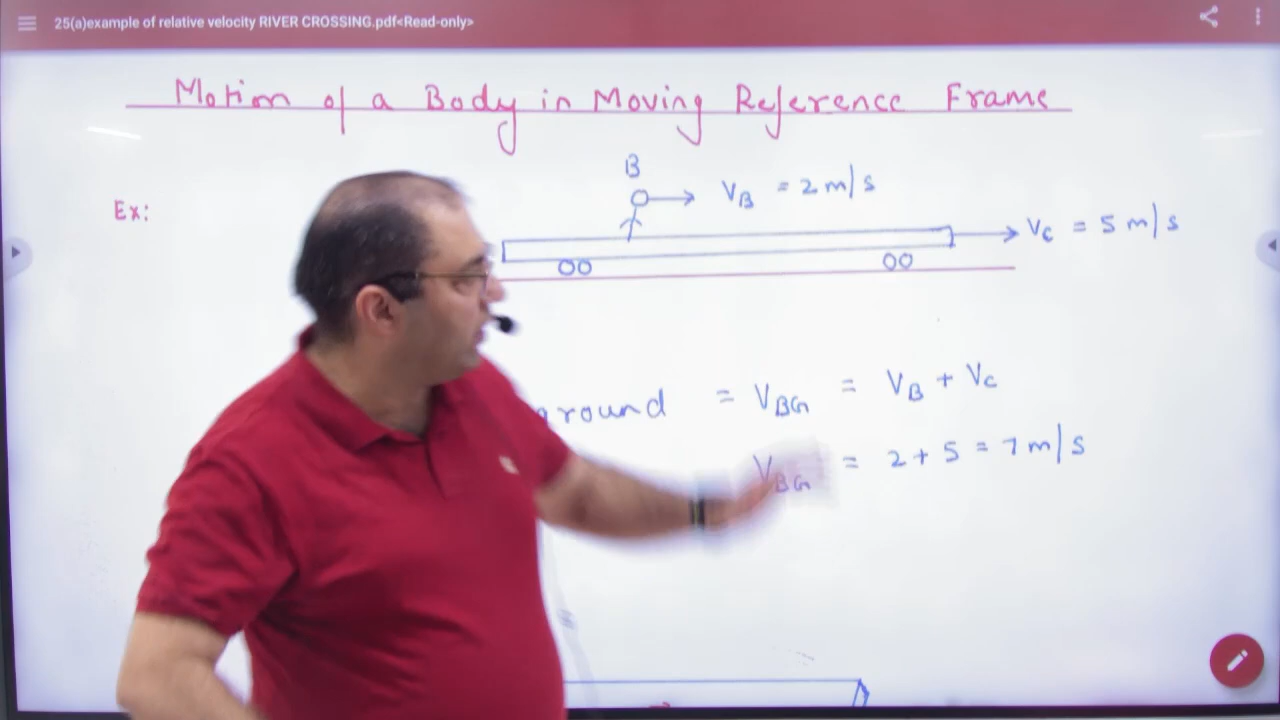 25(a)example of relative velocity RIVER CROSSING.pdf<Read-only>
Motion of a Body in Moving Reference Frame
B
Ex:
V_B = 2 m/s
V_C = 5 m/s
ground = V_BG = V_B + V_C
V_BG = 2 + 5 = 7 m/s